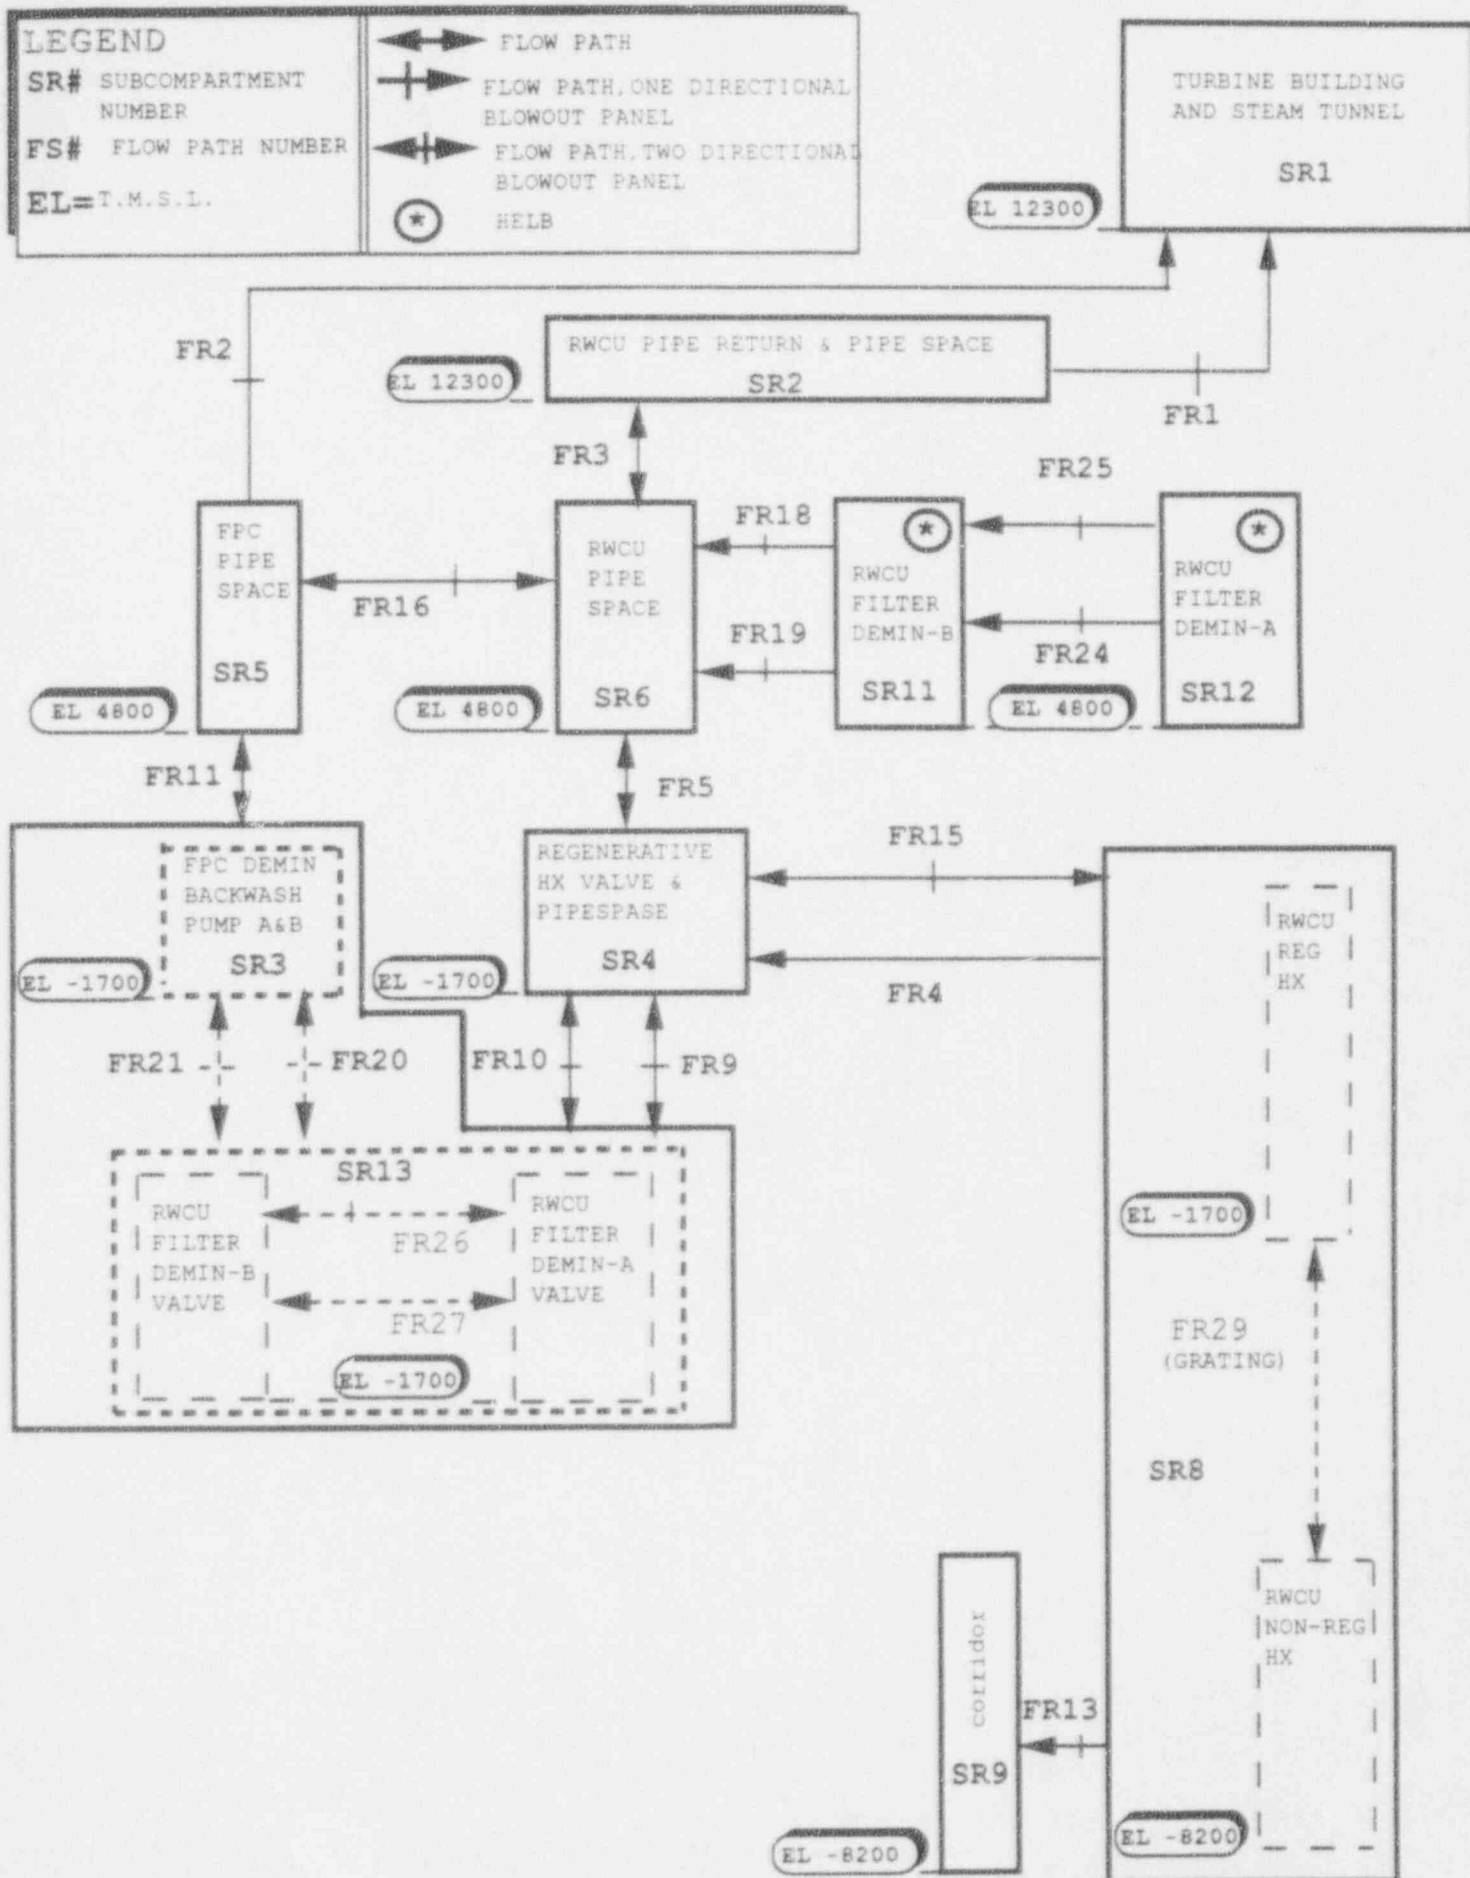 LEGEND
SR# SUBCOMPARTMENT
NUMBER
FS# FLOW PATH NUMBER
EL= T.M.S.L.
FLOW PATH
FLOW PATH, ONE DIRECTIONAL
BLOWOUT PANEL
FLOW PATH, TWO DIRECTIONAL
BLOWOUT PANEL
* HELB
TURBINE BUILDING
AND STEAM TUNNEL
SR1
EL 12300
FR2
RWCU PIPE RETURN & PIPE SPACE
SR2
EL 12300
FR1
FR3
FR25
FPC
PIPE
SPACE
SR5
EL 4800
FR16
RWCU
PIPE
SPACE
SR6
EL 4800
FR18
FR19
*
RWCU
FILTER
DEMIN-B
SR11
FR24
EL 4800
*
RWCU
FILTER
DEMIN-A
SR12
FR11
FR5
FPC DEMIN
BACKWASH
PUMP A&B
SR3
EL -1700
REGENERATIVE
HX VALVE &
PIPESPASE
SR4
EL -1700
FR15
FR4
RWCU
REG
HX
FR21
FR20
FR10
FR9
SR13
RWCU
FILTER
DEMIN-B
VALVE
FR26
FR27
RWCU
FILTER
DEMIN-A
VALVE
EL -1700
EL -1700
FR29
(GRATING)
SR8
RWCU
NON-REG
HX
corridor
SR9
FR13
EL -8200
EL -8200